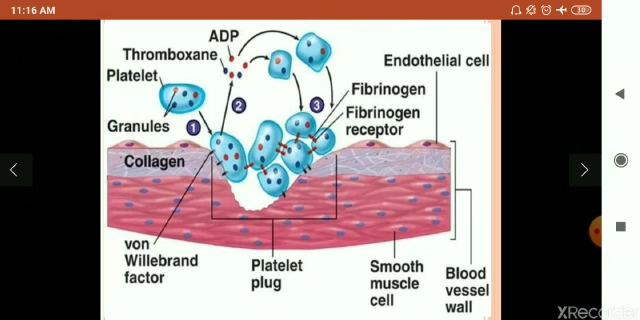 11:16 AM
30
ADP
Thromboxane
Platelet
Endothelial cell
Fibrinogen
Granules
1
2
3
Fibrinogen
receptor
Collagen
von
Willebrand
factor
Platelet
plug
Smooth
muscle
cell
Blood
vessel
wall
XRecorder